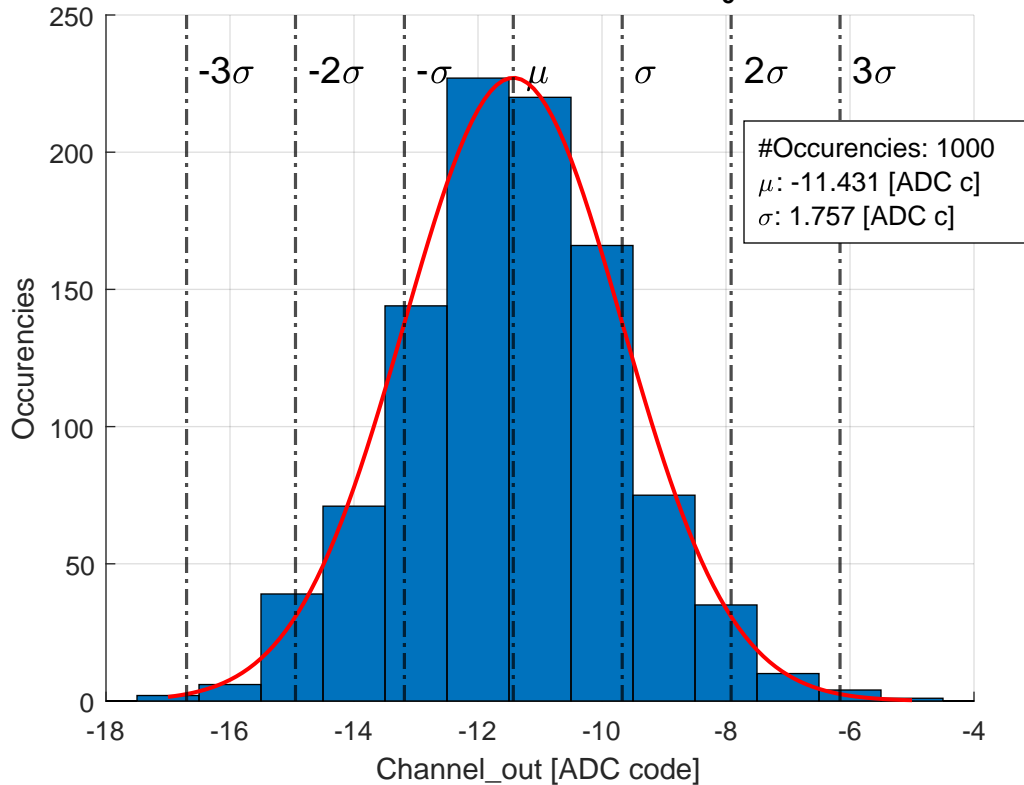 250
200
150
100
50
0
-3σ -2σ -σ μ σ 2σ 3σ
#Occurencies: 1000
μ: -11.431 [ADC c]
σ: 1.757 [ADC c]
Occurencies
-18 -16 -14 -12 -10 -8 -6 -4
Channel_out [ADC code]